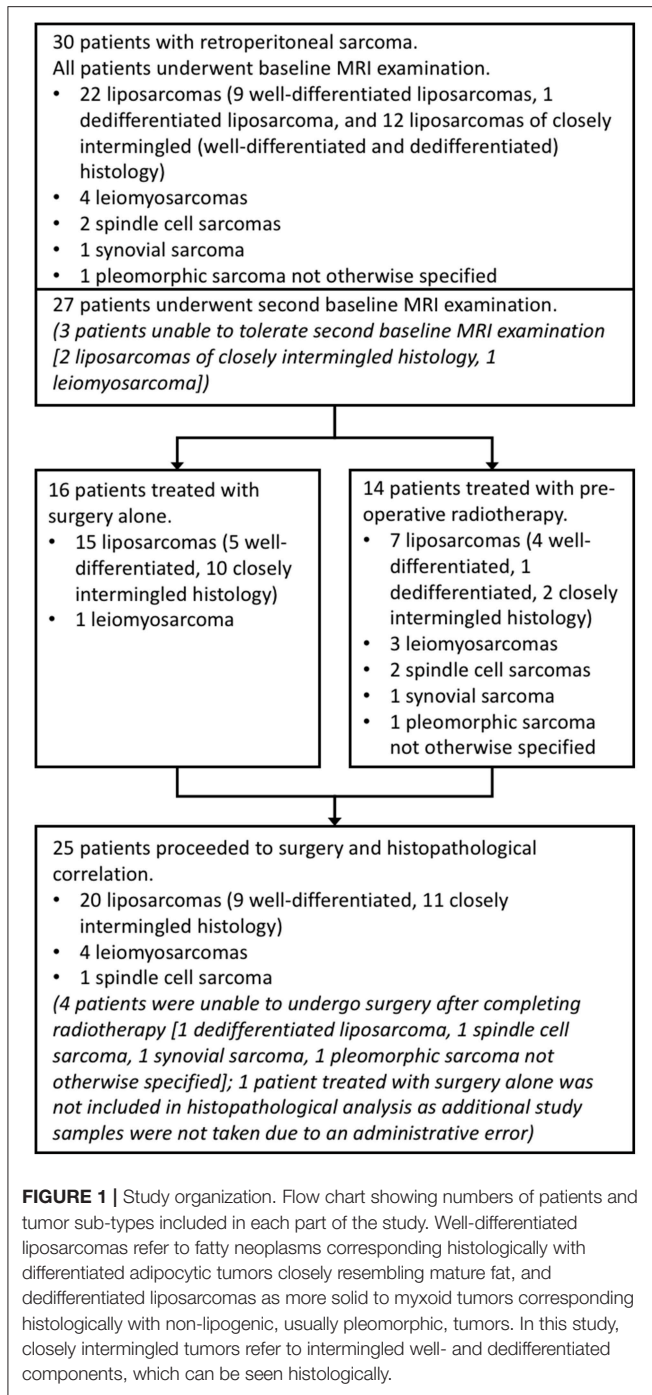 30 patients with retroperitoneal sarcoma.
All patients underwent baseline MRI examination.
• 22 liposarcomas (9 well-differentiated liposarcomas, 1
dedifferentiated liposarcoma, and 12 liposarcomas of closely
intermingled (well-differentiated and dedifferentiated)
histology)
• 4 leiomyosarcomas
• 2 spindle cell sarcomas
• 1 synovial sarcoma
• 1 pleomorphic sarcoma not otherwise specified
27 patients underwent second baseline MRI examination.
(3 patients unable to tolerate second baseline MRI examination
[2 liposarcomas of closely intermingled histology, 1
leiomyosarcoma])
16 patients treated with
surgery alone.
• 15 liposarcomas (5 well-
differentiated, 10 closely
intermingled histology)
• 1 leiomyosarcoma
14 patients treated with pre-
operative radiotherapy.
• 7 liposarcomas (4 well-
differentiated, 1
dedifferentiated, 2 closely
intermingled histology)
• 3 leiomyosarcomas
• 2 spindle cell sarcomas
• 1 synovial sarcoma
• 1 pleomorphic sarcoma
not otherwise specified
25 patients proceeded to surgery and histopathological
correlation.
• 20 liposarcomas (9 well-differentiated, 11 closely
intermingled histology)
• 4 leiomyosarcomas
• 1 spindle cell sarcoma
(4 patients were unable to undergo surgery after completing
radiotherapy [1 dedifferentiated liposarcoma, 1 spindle cell
sarcoma, 1 synovial sarcoma, 1 pleomorphic sarcoma not
otherwise specified]; 1 patient treated with surgery alone was
not included in histopathological analysis as additional study
samples were not taken due to an administrative error)
FIGURE 1 | Study organization. Flow chart showing numbers of patients and
tumor sub-types included in each part of the study. Well-differentiated
liposarcomas refer to fatty neoplasms corresponding histologically with
differentiated adipocytic tumors closely resembling mature fat, and
dedifferentiated liposarcomas as more solid to myxoid tumors corresponding
histologically with non-lipogenic, usually pleomorphic, tumors. In this study,
closely intermingled tumors refer to intermingled well- and dedifferentiated
components, which can be seen histologically.